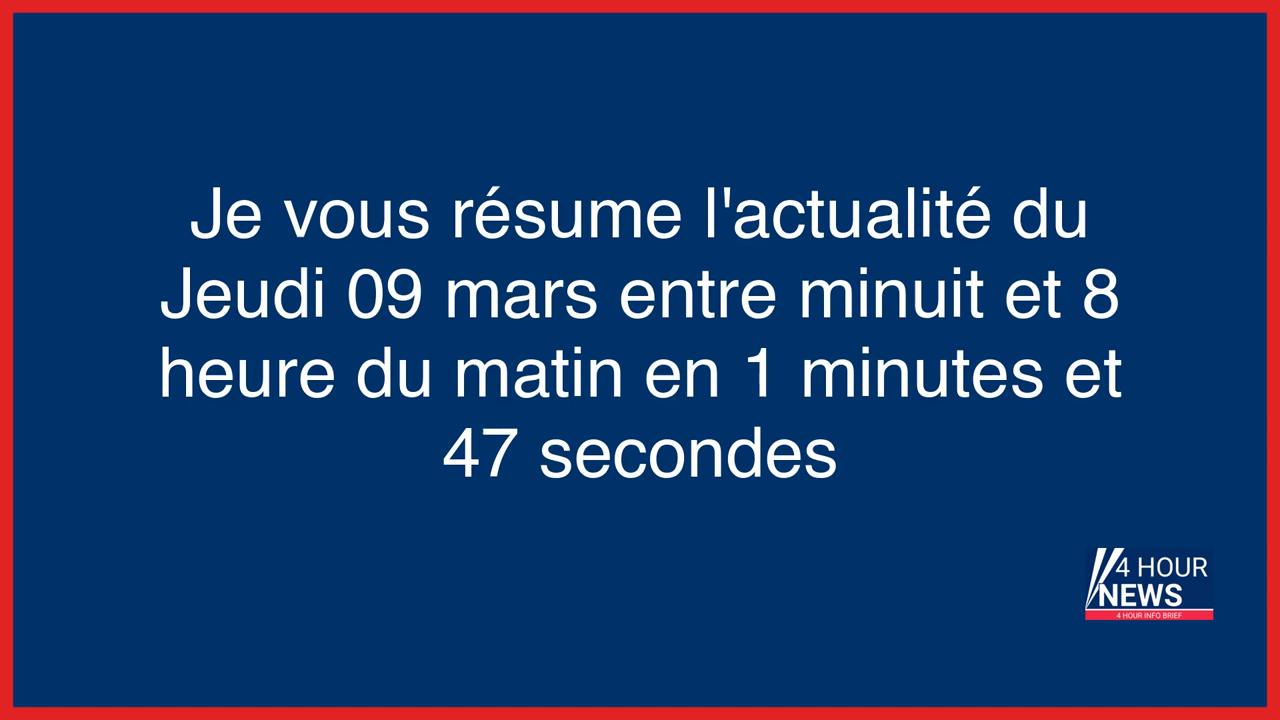 Je vous résume l'actualité du
Jeudi 09 mars entre minuit et 8
heure du matin en 1 minutes et
47 secondes
4 HOUR
NEWS
4 HOUR INFO BRIEF